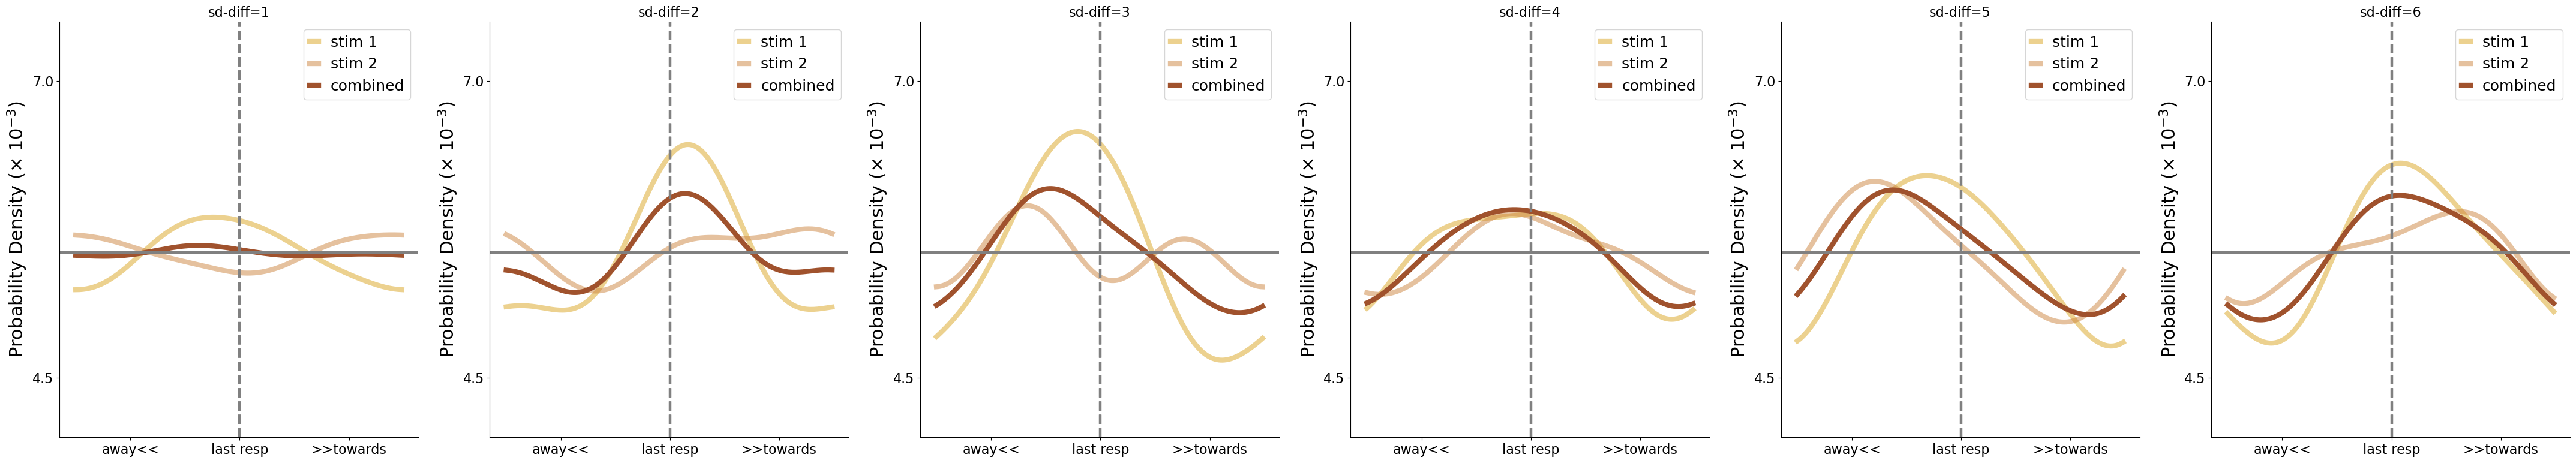 sd-diff=1
Probability Density (× 10⁻³)
7.0
4.5
stim 1
stim 2
combined
away<<
last resp
>>towards
sd-diff=2
Probability Density (× 10⁻³)
7.0
4.5
stim 1
stim 2
combined
away<<
last resp
>>towards
sd-diff=3
Probability Density (× 10⁻³)
7.0
4.5
stim 1
stim 2
combined
away<<
last resp
>>towards
sd-diff=4
Probability Density (× 10⁻³)
7.0
4.5
stim 1
stim 2
combined
away<<
last resp
>>towards
sd-diff=5
Probability Density (× 10⁻³)
7.0
4.5
stim 1
stim 2
combined
away<<
last resp
>>towards
sd-diff=6
Probability Density (× 10⁻³)
7.0
4.5
stim 1
stim 2
combined
away<<
last resp
>>towards